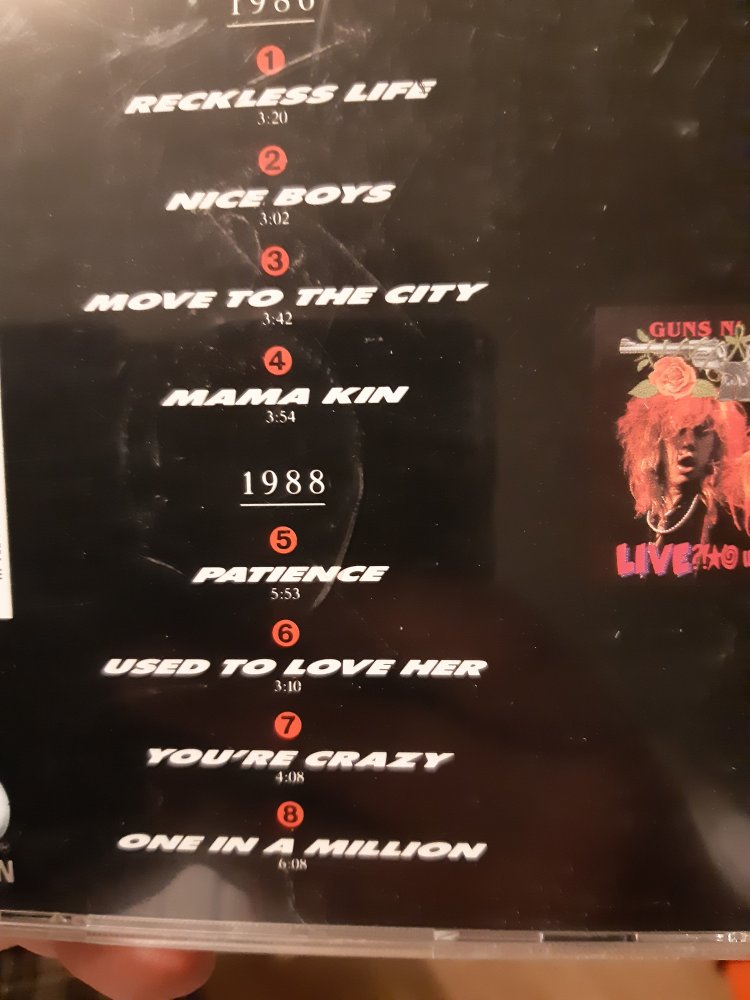 1986
1
RECKLESS LIFE
3:20
2
NICE BOYS
3:02
3
MOVE TO THE CITY
3:42
4
MAMA KIN
3:54
1988
5
PATIENCE
5:53
6
USED TO LOVE HER
3:10
7
YOU'RE CRAZY
4:08
8
ONE IN A MILLION
6:08
GUNS N'
LIVE?!★@
N